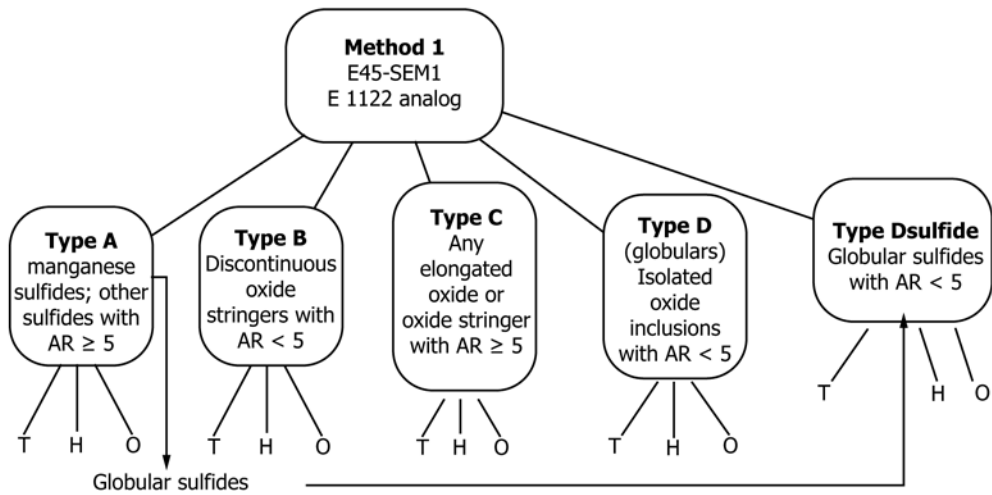 Method 1
E45-SEM1
E 1122 analog
Type A
manganese
sulfides; other
sulfides with
AR ≥ 5
Type B
Discontinuous
oxide
stringers with
AR < 5
Type C
Any
elongated
oxide or
oxide stringer
with AR ≥ 5
Type D
(globulars)
Isolated
oxide
inclusions
with AR < 5
Type Dsulfide
Globular sulfides
with AR < 5
T H O
T H O
T H O
T H O
T H O
Globular sulfides